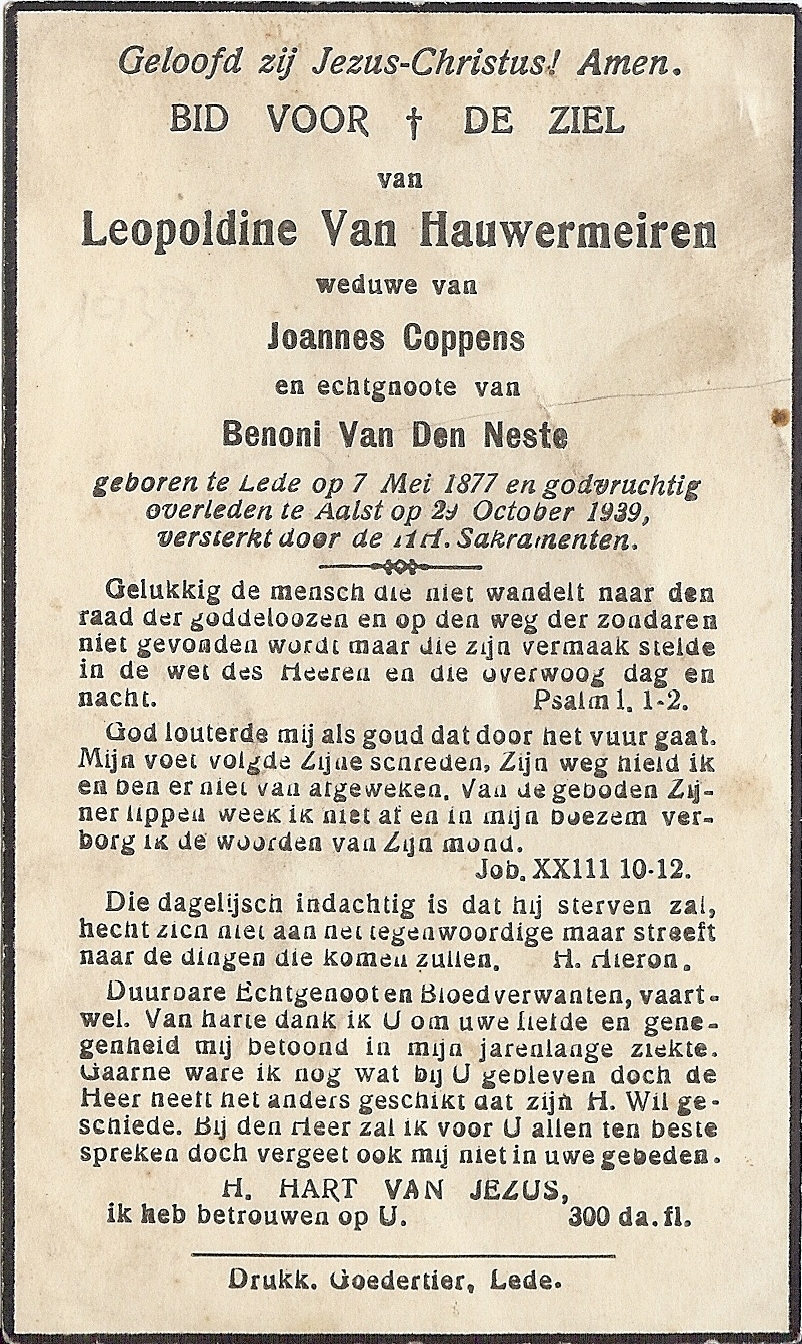 Geloofd zij Jezus-Christus! Amen.
BID VOOR † DE ZIEL
van
Leopoldine Van Hauwermeiren
weduwe van
Joannes Coppens
en echtgnoote van
Benoni Van Den Neste
geboren te Lede op 7 Mei 1877 en godvruchtig
overleden te Aalst op 29 October 1939,
versterkt door de HH. Sakramenten.
Gelukkig de mensch die niet wandelt naar den
raad der goddeloozen en op den weg der zondaren
niet gevonden wordt maar die zijn vermaak stelde
in de wet des Heeren en die overwoog dag en
nacht. Psalm 1. 1-2.
God louterde mij als goud dat door het vuur gaat.
Mijn voet volgde Zijne schreden, Zijn weg hield ik
en ben er niet van afgeweken. Van de geboden Zij-
ner lippen week ik niet af en in mijn boezem ver-
borg ik de woorden van Zijn mond.
Job. XXIII 10-12.
Die dagelijsch indachtig is dat hij sterven zal,
hecht zich niet aan het tegenwoordige maar streeft
naar de dingen die komen zullen. H. Hieron.
Duurbare Echtgenoot en Bloedverwanten, vaart-
wel. Van harte dank ik U om uwe liefde en gene-
genheid mij betoond in mijn jarenlange ziekte.
Gaarne ware ik nog wat bij U gebleven doch de
Heer heeft het anders geschikt dat zijn H. Wil ge-
schiede. Bij den Heer zal ik voor U allen ten beste
spreken doch vergeet ook mij niet in uwe gebeden.
H. HART VAN JEZUS,
ik heb betrouwen op U. 300 da. fl.
Drukk. Goedertier, Lede.